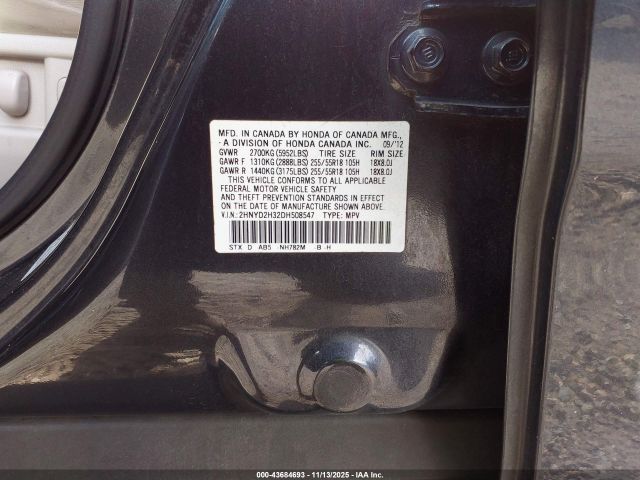 MFD. IN CANADA BY HONDA OF CANADA MFG.,
-A DIVISION OF HONDA CANADA INC. 09/'12
GVWR 2700KG (5952LBS) TIRE SIZE RIM SIZE
GAWR F 1310KG (2888LBS) 255/55R18 105H 18X8.0J
GAWR R 1440KG (3175LBS) 255/55R18 105H 18X8.0J
THIS VEHICLE CONFORMS TO ALL APPLICABLE
FEDERAL MOTOR VEHICLE SAFETY
AND THEFT PREVENTION STANDARDS IN EFFECT
ON THE DATE OF MANUFACTURE SHOWN ABOVE.
V.I.N.: 2HNYD2H32DH508547 TYPE: MPV
STX D AB5 -NH782M -B -H
000-43684693 - 11/13/2025 - IAA Inc.